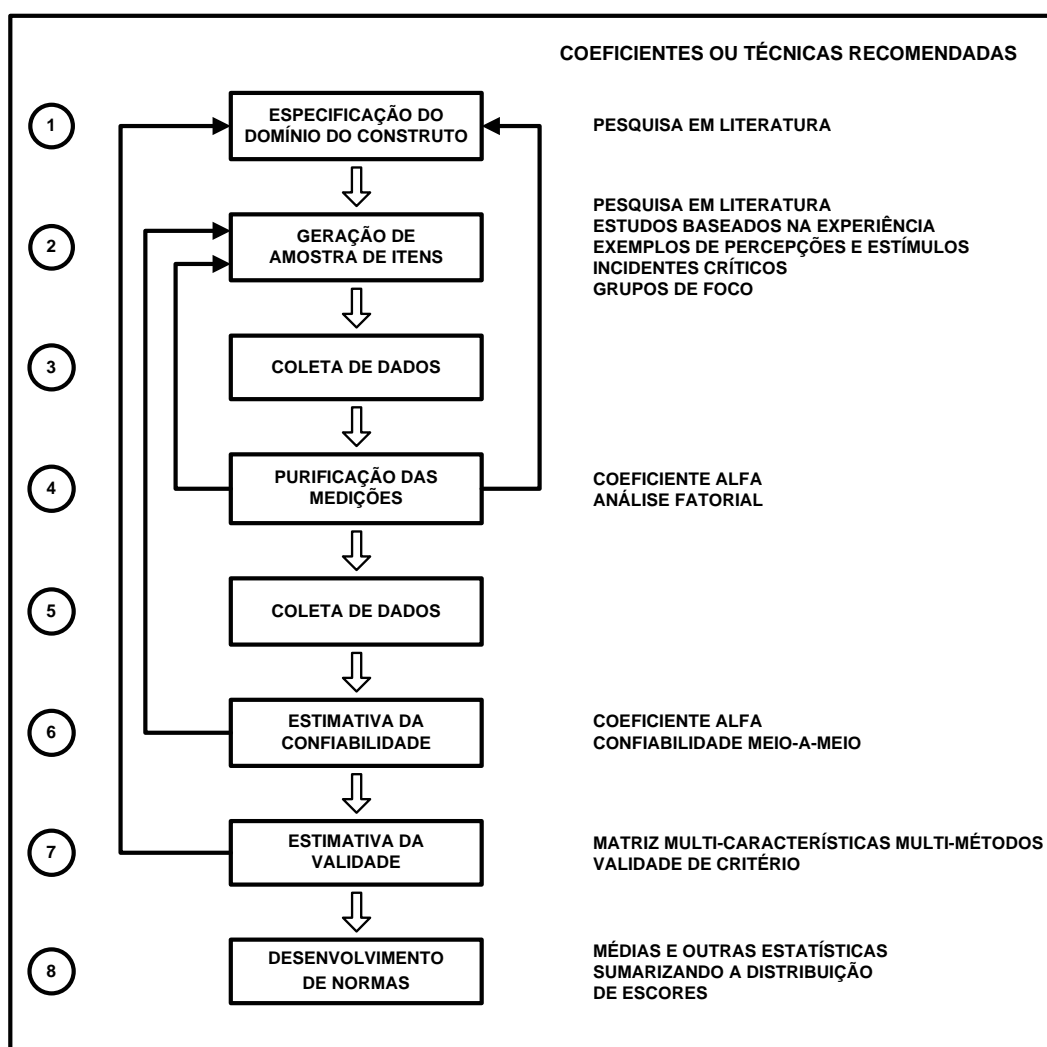 COEFICIENTES OU TÉCNICAS RECOMENDADAS
1
ESPECIFICAÇÃO DO
DOMÍNIO DO CONSTRUTO
PESQUISA EM LITERATURA
2
GERAÇÃO DE
AMOSTRA DE ITENS
PESQUISA EM LITERATURA
ESTUDOS BASEADOS NA EXPERIÊNCIA
EXEMPLOS DE PERCEPÇÕES E ESTÍMULOS
INCIDENTES CRÍTICOS
GRUPOS DE FOCO
3
COLETA DE DADOS
4
PURIFICAÇÃO DAS
MEDIÇÕES
COEFICIENTE ALFA
ANÁLISE FATORIAL
5
COLETA DE DADOS
6
ESTIMATIVA DA
CONFIABILIDADE
COEFICIENTE ALFA
CONFIABILIDADE MEIO-A-MEIO
7
ESTIMATIVA DA
VALIDADE
MATRIZ MULTI-CARACTERÍSTICAS MULTI-MÉTODOS
VALIDADE DE CRITÉRIO
8
DESENVOLVIMENTO
DE NORMAS
MÉDIAS E OUTRAS ESTATÍSTICAS
SUMARIZANDO A DISTRIBUIÇÃO
DE ESCORES